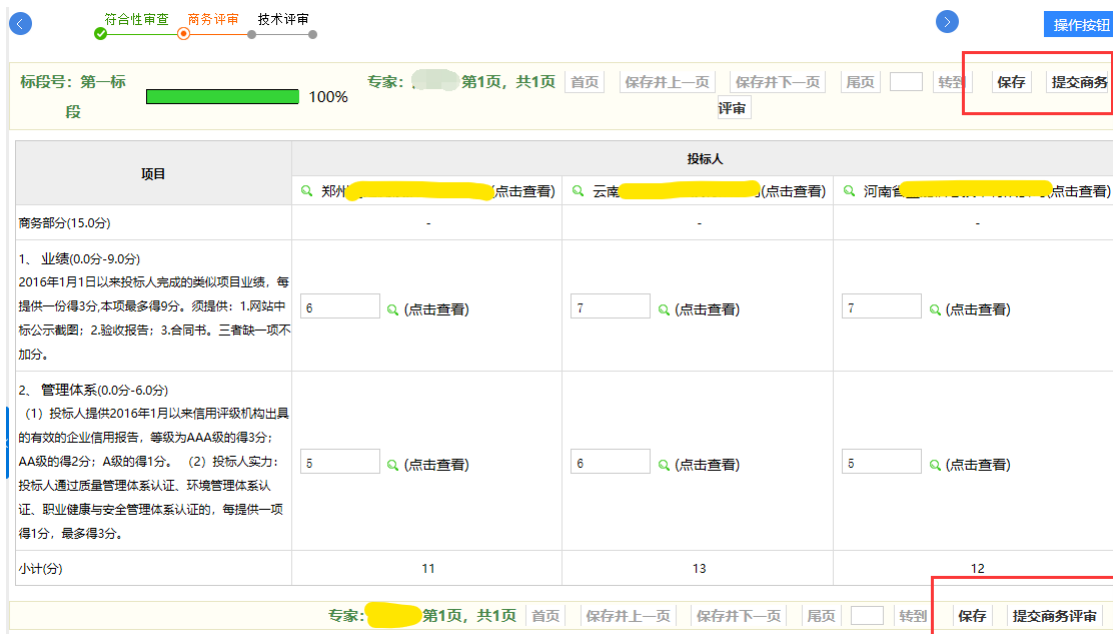 符合性审查 商务评审 技术评审
操作按钮
标段号：第一标段
100%
专家： 第1页，共1页 首页 保存并上一页 保存并下一页 尾页 转到 保存 提交商务
评审
项目
投标人
郑州 (点击查看) 云南 (点击查看) 河南省 点击查看)
商务部分(15.0分) - - -
1、 业绩(0.0分-9.0分)
2016年1月1日以来投标人完成的类似项目业绩，每
提供一份得3分,本项最多得9分。须提供：1.网站中
标公示截图；2.验收报告；3.合同书。三者缺一项不
加分。
6 (点击查看) 7 (点击查看) 7 (点击查看)
2、 管理体系(0.0分-6.0分)
（1）投标人提供2016年1月以来信用评级机构出具
的有效的企业信用报告，等级为AAA级的得3分；
AA级的得2分；A级的得1分。（2）投标人实力：
投标人通过质量管理体系认证、环境管理体系认
证、职业健康与安全管理体系认证的，每提供一项
得1分，最多得3分。
5 (点击查看) 6 (点击查看) 5 (点击查看)
小计(分) 11 13 12
专家： 第1页，共1页 首页 保存并上一页 保存并下一页 尾页 转到 保存 提交商务评审